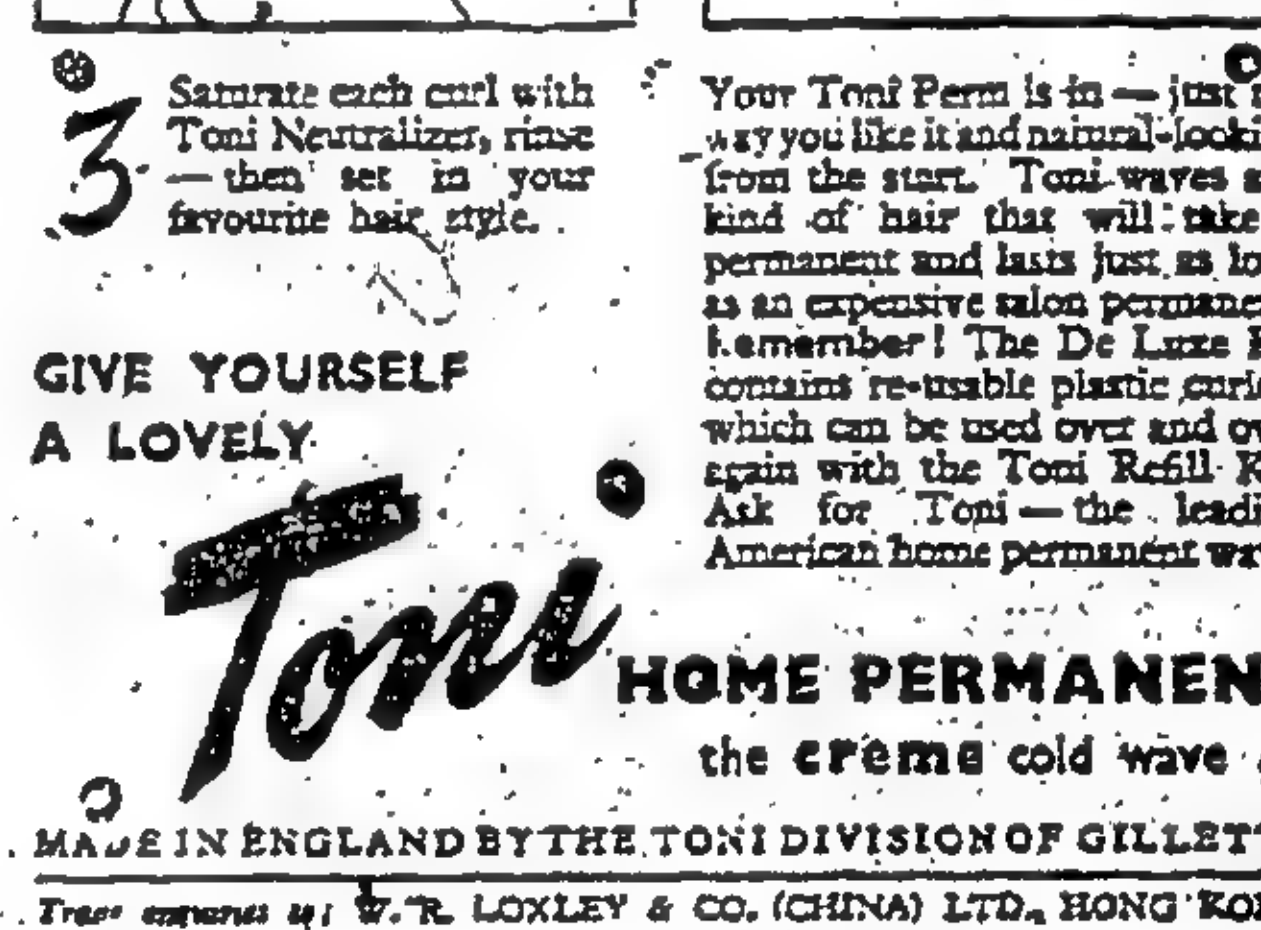 3
Saturate each curl with
Toni Neutralizer, rinse
— then set in your
favourite hair style.
Your Toni Perm is in — just
way you like it and natural-looki
from the start. Toni waves
kind of hair that will take
permanent and lasts just as lo
as an expensive salon permane
Remember! The De Luxe
contains re-usable plastic curl
which can be used over and ov
again with the Toni Refill K
Ask for Toni — the leadi
American home permanent wav
GIVE YOURSELF
A LOVELY
Toni
HOME PERMANEN
the creme cold wave
MADE IN ENGLAND BY THE TONI DIVISION OF GILLETT
W. R. LOXLEY & CO. (CHINA) LTD., HONG KON